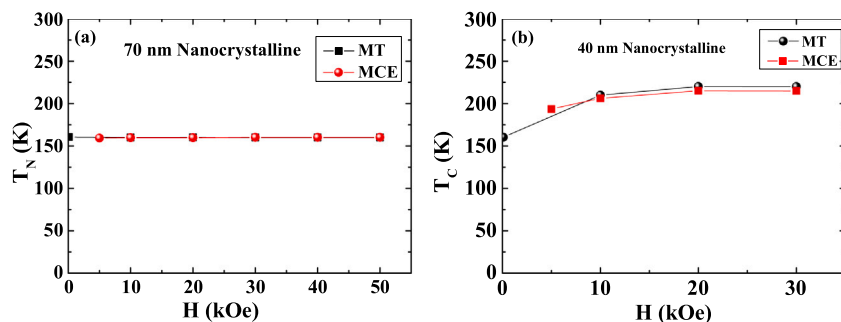 (a)
70 nm Nanocrystalline
MT
MCE
300
250
200
150
100
50
0
T_N (K)
0 10 20 30 40 50
H (kOe)
(b)
40 nm Nanocrystalline
MT
MCE
300
250
200
150
100
50
0
T_C (K)
0 10 20 30
H (kOe)